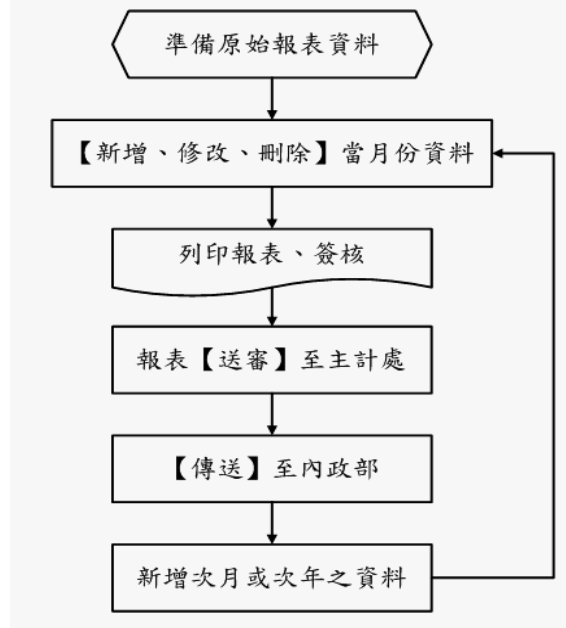 準備原始報表資料
【新增、修改、刪除】當月份資料
列印報表、簽核
報表【送審】至主計處
【傳送】至內政部
新增次月或次年之資料